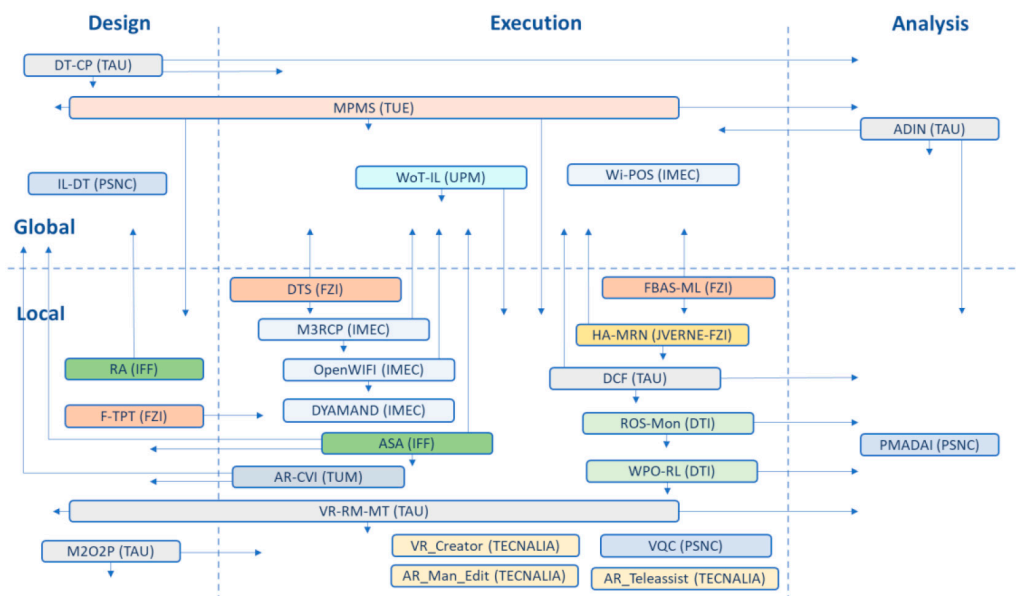 Design
Execution
Analysis
DT-CP (TAU)
MPMS (TUE)
ADIN (TAU)
IL-DT (PSNC)
WoT-IL (UPM)
Wi-POS (IMEC)
Global
Local
DTS (FZI)
FBAS-ML (FZI)
M3RCP (IMEC)
HA-MRN (JVERNE-FZI)
RA (IFF)
OpenWIFI (IMEC)
DCF (TAU)
F-TPT (FZI)
DYAMAND (IMEC)
ROS-Mon (DTI)
ASA (IFF)
PMADAI (PSNC)
AR-CVI (TUM)
WPO-RL (DTI)
VR-RM-MT (TAU)
M2O2P (TAU)
VR_Creator (TECNALIA)
VQC (PSNC)
AR_Man_Edit (TECNALIA)
AR_Teleassist (TECNALIA)